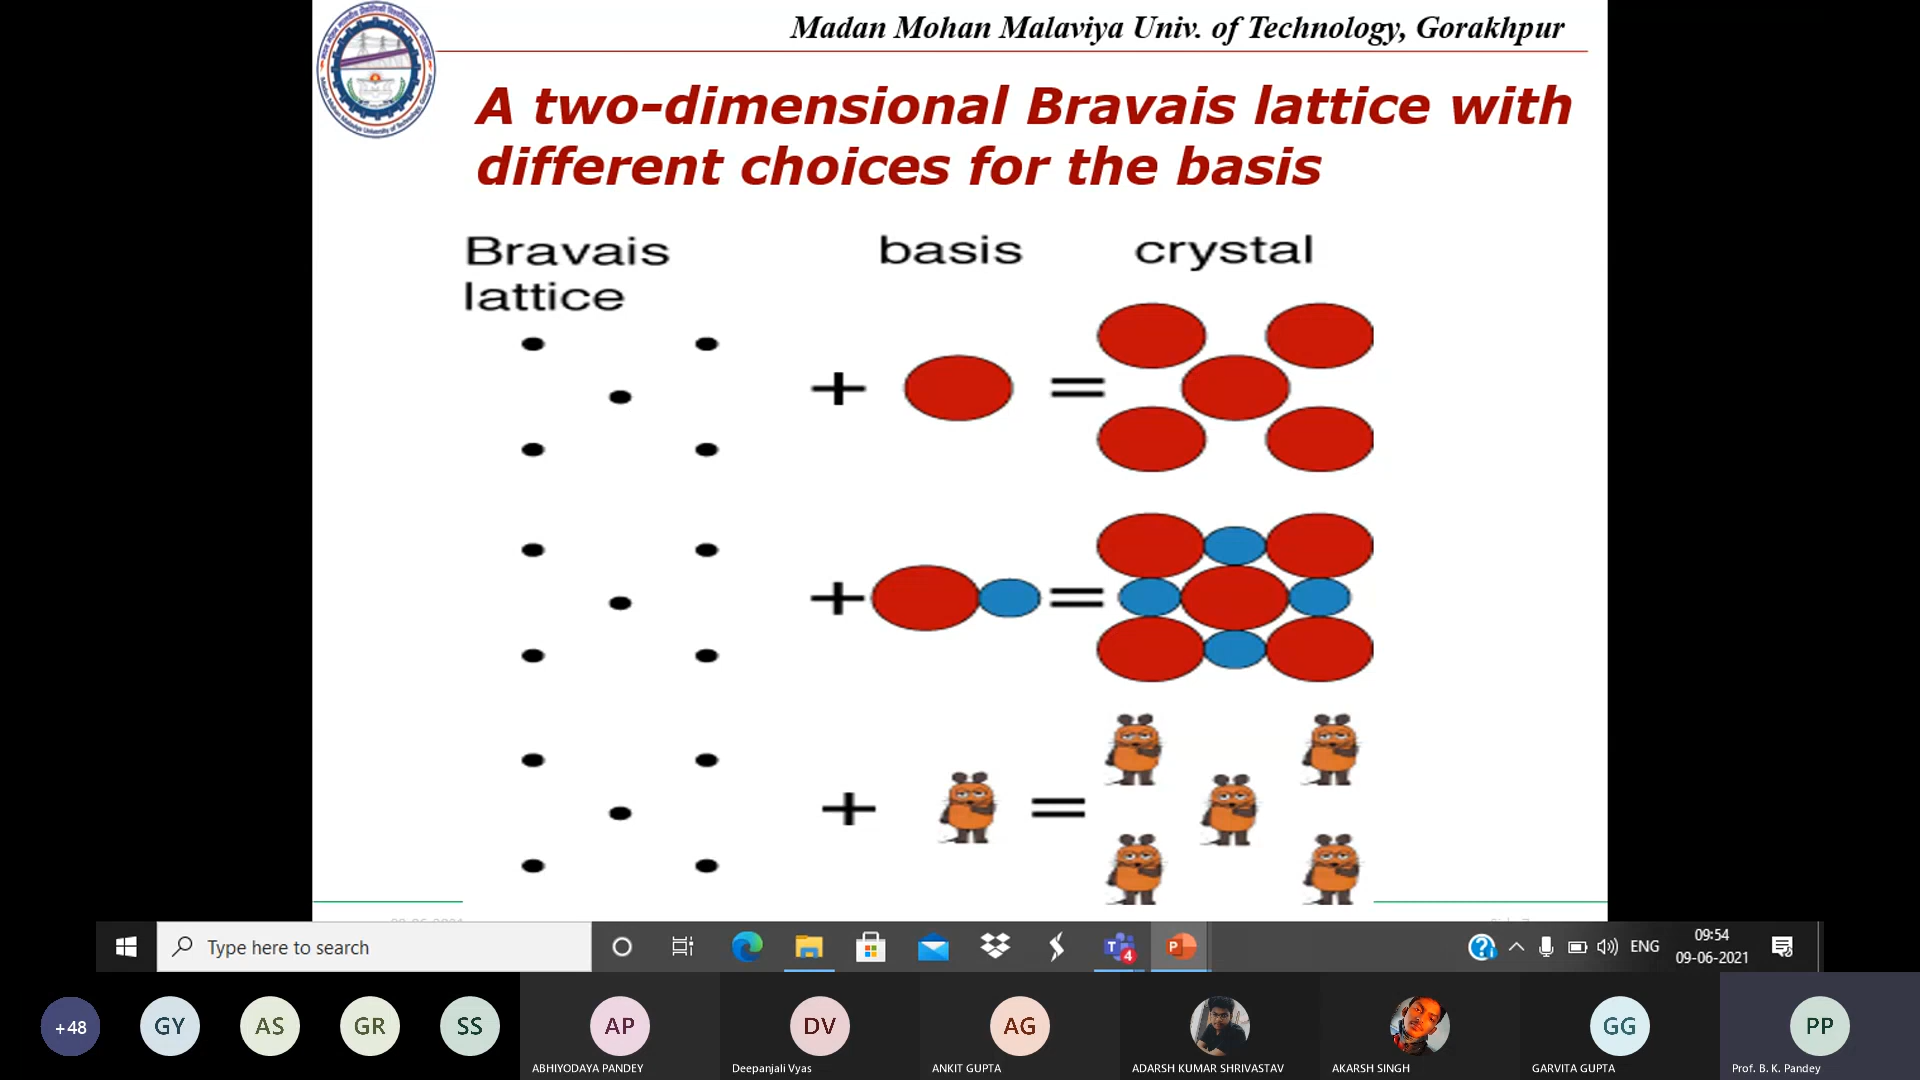 Madan Mohan Malaviya Univ. of Technology, Gorakhpur
A two-dimensional Bravais lattice with
different choices for the basis
Bravais
lattice
basis
crystal
+
=
+
=
+
=
Type here to search
4
ENG
09:54
09-06-2021
+48
GY
AS
GR
SS
AP
ABHIYODAYA PANDEY
DV
Deepanjali Vyas
AG
ANKIT GUPTA
ADARSH KUMAR SHRIVASTAV
AKARSH SINGH
GG
GARVITA GUPTA
PP
Prof. B. K. Pandey